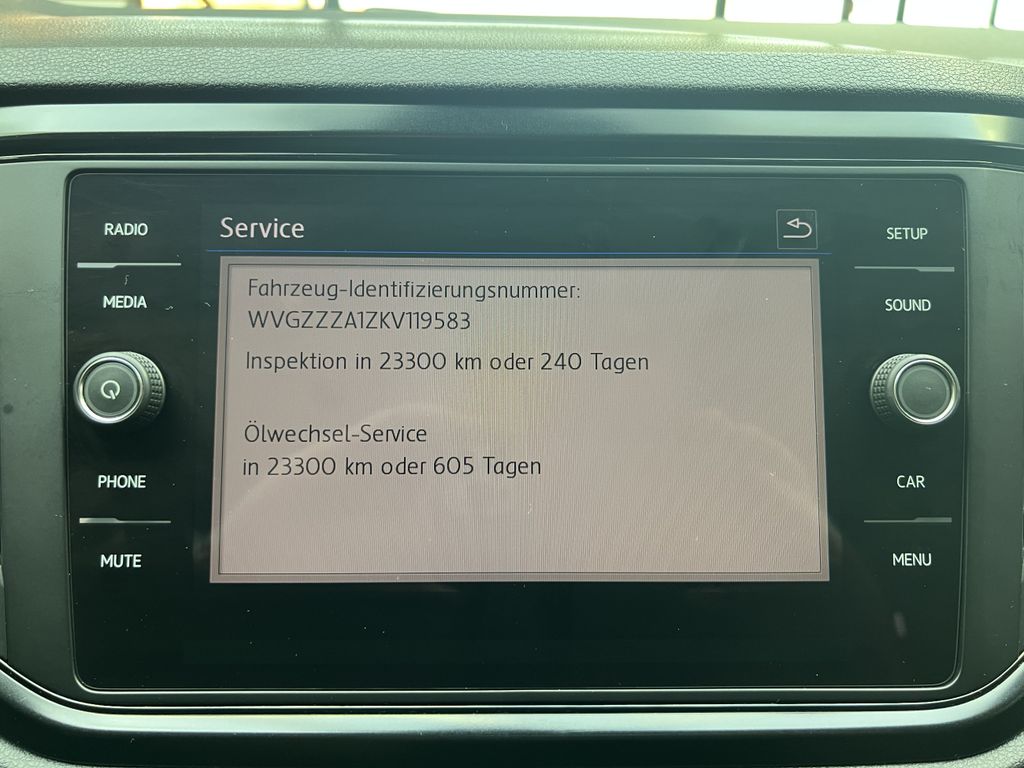 Service
RADIO
SETUP
MEDIA
SOUND
Fahrzeug-Identifizierungsnummer:
WVGZZZA1ZKV119583
Inspektion in 23300 km oder 240 Tagen
Ölwechsel-Service
in 23300 km oder 605 Tagen
PHONE
CAR
MUTE
MENU